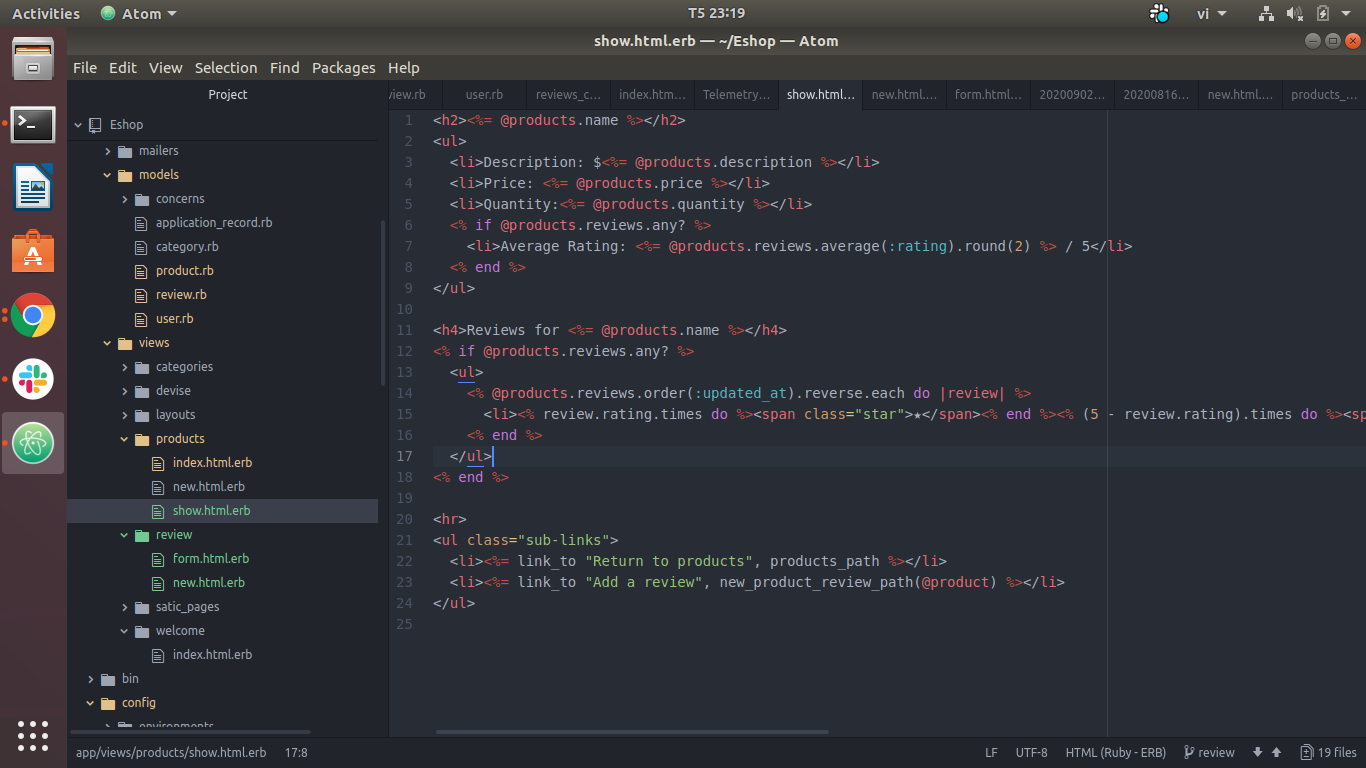 Activities Atom T5 23:19 vi
show.html.erb — ~/Eshop — Atom
File Edit View Selection Find Packages Help
Project
view.rb user.rb reviews_c… index.htm… Telemetry… show.html… new.html.… form.html… 20200902… 20200816… new.html.… products_…
Eshop
mailers
models
concerns
application_record.rb
category.rb
product.rb
review.rb
user.rb
views
categories
devise
layouts
products
index.html.erb
new.html.erb
show.html.erb
review
form.html.erb
new.html.erb
satic_pages
welcome
index.html.erb
bin
config
environments
1 <h2><%= @products.name %></h2>
2 <ul>
3 <li>Description: $<%= @products.description %></li>
4 <li>Price: <%= @products.price %></li>
5 <li>Quantity:<%= @products.quantity %></li>
6 <% if @products.reviews.any? %>
7 <li>Average Rating: <%= @products.reviews.average(:rating).round(2) %> / 5</li>
8 <% end %>
9 </ul>
10
11 <h4>Reviews for <%= @products.name %></h4>
12 <% if @products.reviews.any? %>
13 <ul>
14 <% @products.reviews.order(:updated_at).reverse.each do |review| %>
15 <li><% review.rating.times do %><span class="star">★</span><% end %><% (5 - review.rating).times do %><sp
16 <% end %>
17 </ul>
18 <% end %>
19
20 <hr>
21 <ul class="sub-links">
22 <li><%= link_to "Return to products", products_path %></li>
23 <li><%= link_to "Add a review", new_product_review_path(@product) %></li>
24 </ul>
25
app/views/products/show.html.erb 17:8 LF UTF-8 HTML (Ruby - ERB) review 19 files